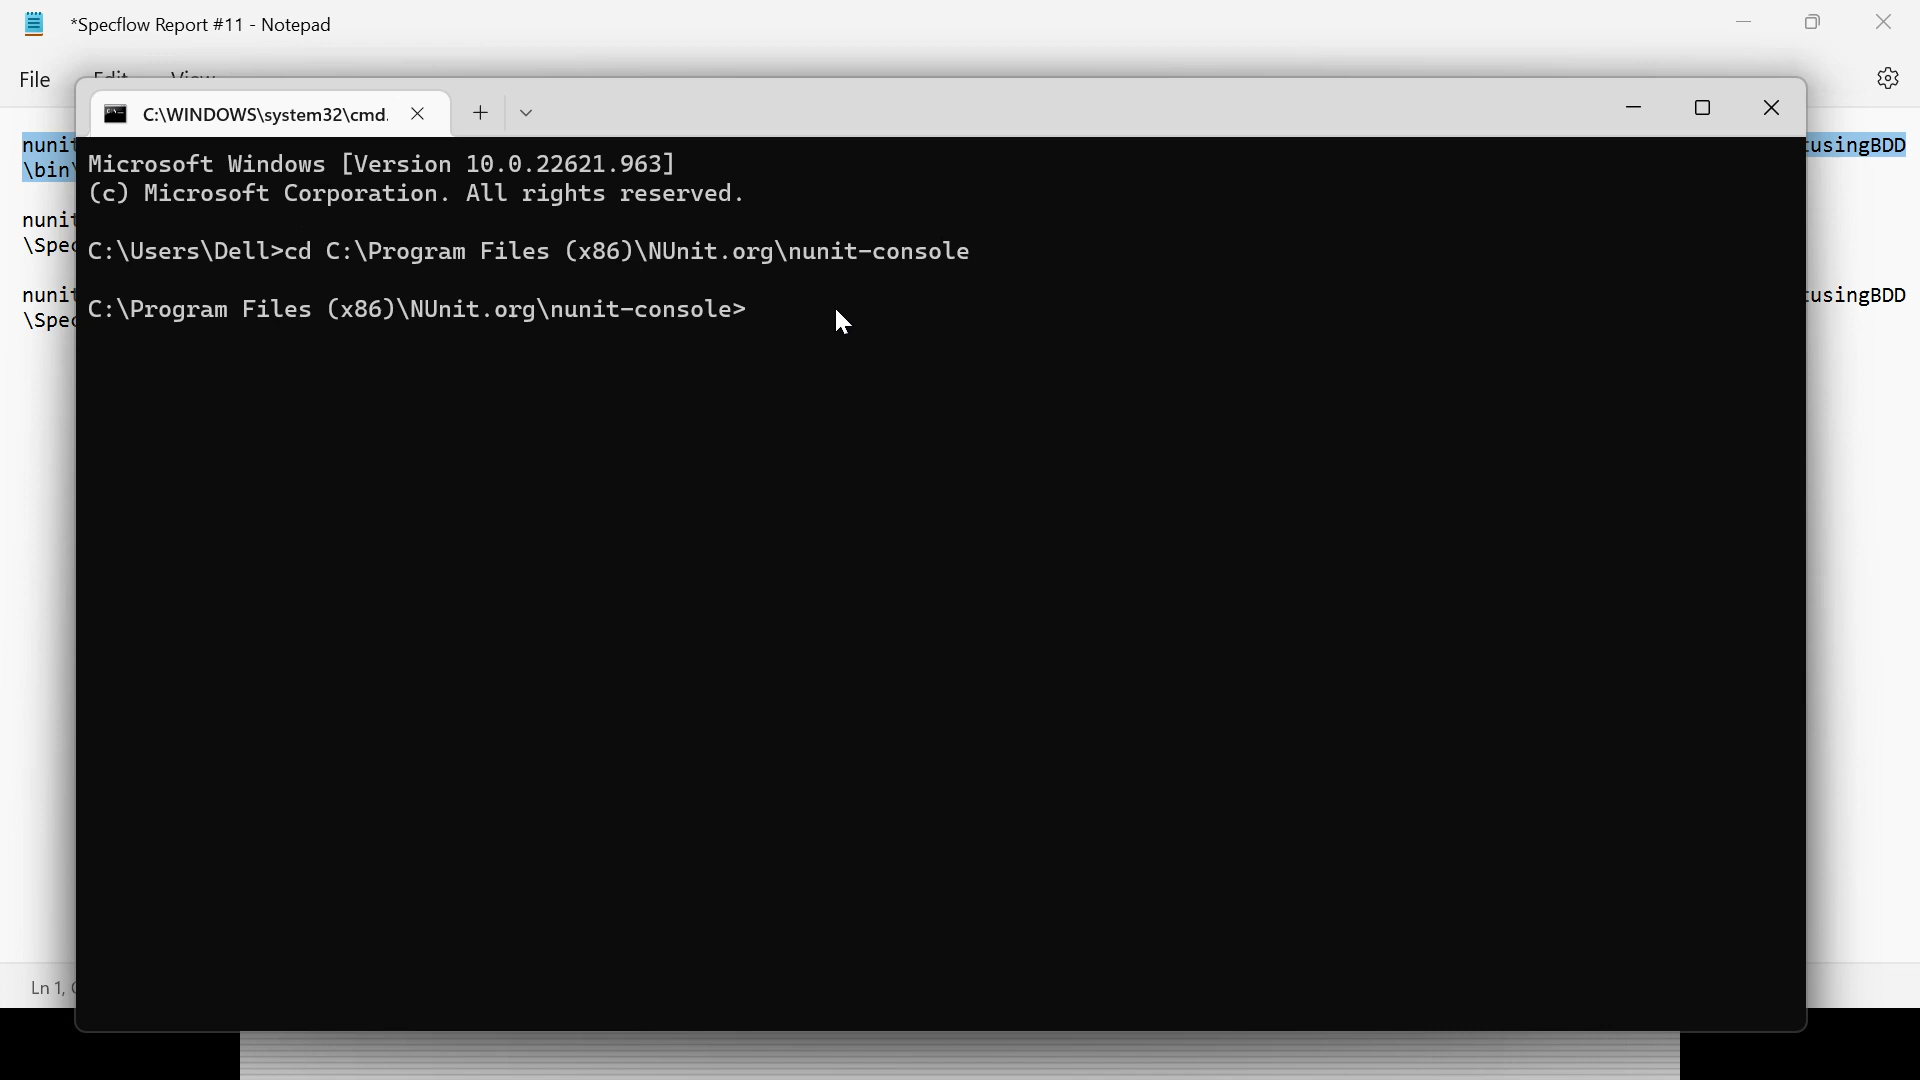 *Specflow Report #11 - Notepad
File Edit View
C:\WINDOWS\system32\cmd.
nunit
usingBDD
\bin\
Microsoft Windows [Version 10.0.22621.963]
(c) Microsoft Corporation. All rights reserved.
nunit
\Spec
C:\Users\Dell>cd C:\Program Files (x86)\NUnit.org\nunit-console
nunit
usingBDD
\Spec
C:\Program Files (x86)\NUnit.org\nunit-console>
Ln 1,